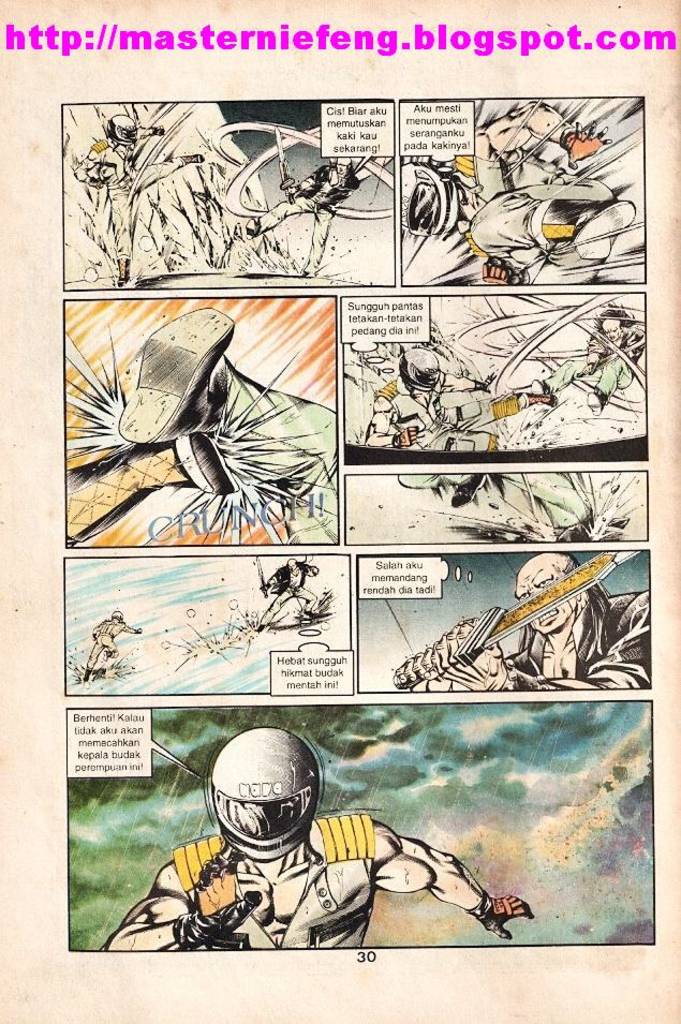 http://masterniefeng.blogspot.com
Cis! Biar aku
memutuskan
kaki kau
sekarang!
Aku mesti
menumpukan
seranganku
pada kakinya!
Sungguh pantas
tetakan-tetakan
pedang dia ini!
CRUNCH!!
Hebat sungguh
hikmat budak
mentah ini!
Salah aku
memandang
rendah dia tadi!
Berhenti! Kalau
tidak aku akan
memecahkan
kepala budak
perempuan ini!
30